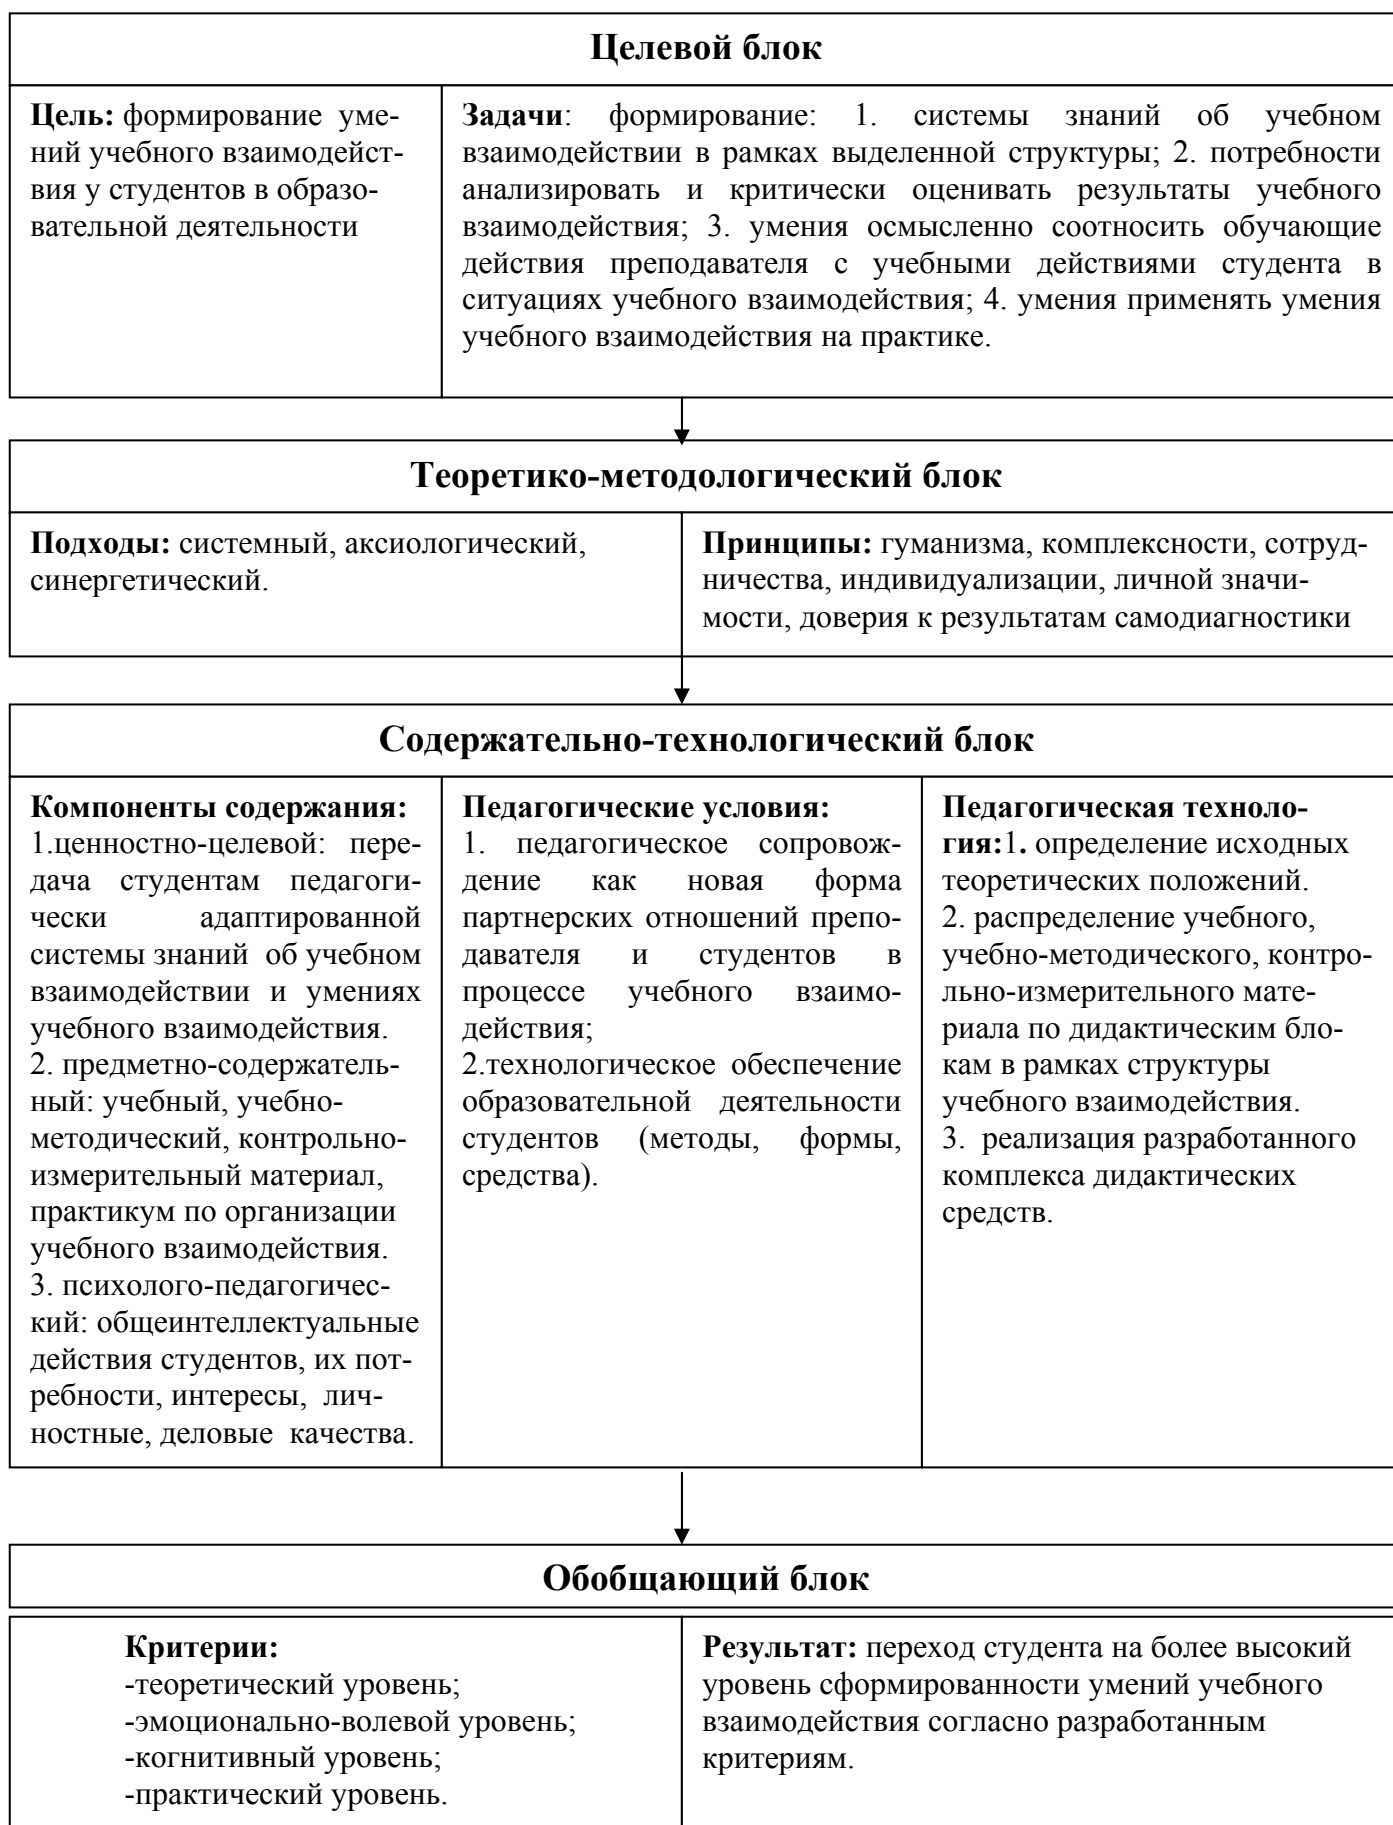 Целевой блок
Цель: формирование уме-
ний учебного взаимодейст-
вия у студентов в образо-
вательной деятельности
Задачи: формирование: 1. системы знаний об учебном
взаимодействии в рамках выделенной структуры; 2. потребности
анализировать и критически оценивать результаты учебного
взаимодействия; 3. умения осмысленно соотносить обучающие
действия преподавателя с учебными действиями студента в
ситуациях учебного взаимодействия; 4. умения применять умения
учебного взаимодействия на практике.
Теоретико-методологический блок
Подходы: системный, аксиологический,
синергетический.
Принципы: гуманизма, комплексности, сотруд-
ничества, индивидуализации, личной значи-
мости, доверия к результатам самодиагностики
Содержательно-технологический блок
Компоненты содержания:
1.ценностно-целевой: пере-
дача студентам педагоги-
чески адаптированной
системы знаний об учебном
взаимодействии и умениях
учебного взаимодействия.
2. предметно-содержатель-
ный: учебный, учебно-
методический, контрольно-
измерительный материал,
практикум по организации
учебного взаимодействия.
3. психолого-педагогичес-
кий: общеинтеллектуальные
действия студентов, их пот-
ребности, интересы, лич-
ностные, деловые качества.
Педагогические условия:
1. педагогическое сопровож-
дение как новая форма
партнерских отношений препо-
давателя и студентов в
процессе учебного взаимо-
действия;
2.технологическое обеспечение
образовательной деятельности
студентов (методы, формы,
средства).
Педагогическая техноло-
гия:1. определение исходных
теоретических положений.
2. распределение учебного,
учебно-методического, контро-
льно-измерительного мате-
риала по дидактическим бло-
кам в рамках структуры
учебного взаимодействия.
3. реализация разработанного
комплекса дидактических
средств.
Обобщающий блок
Критерии:
-теоретический уровень;
-эмоционально-волевой уровень;
-когнитивный уровень;
-практический уровень.
Результат: переход студента на более высокий
уровень сформированности умений учебного
взаимодействия согласно разработанным
критериям.